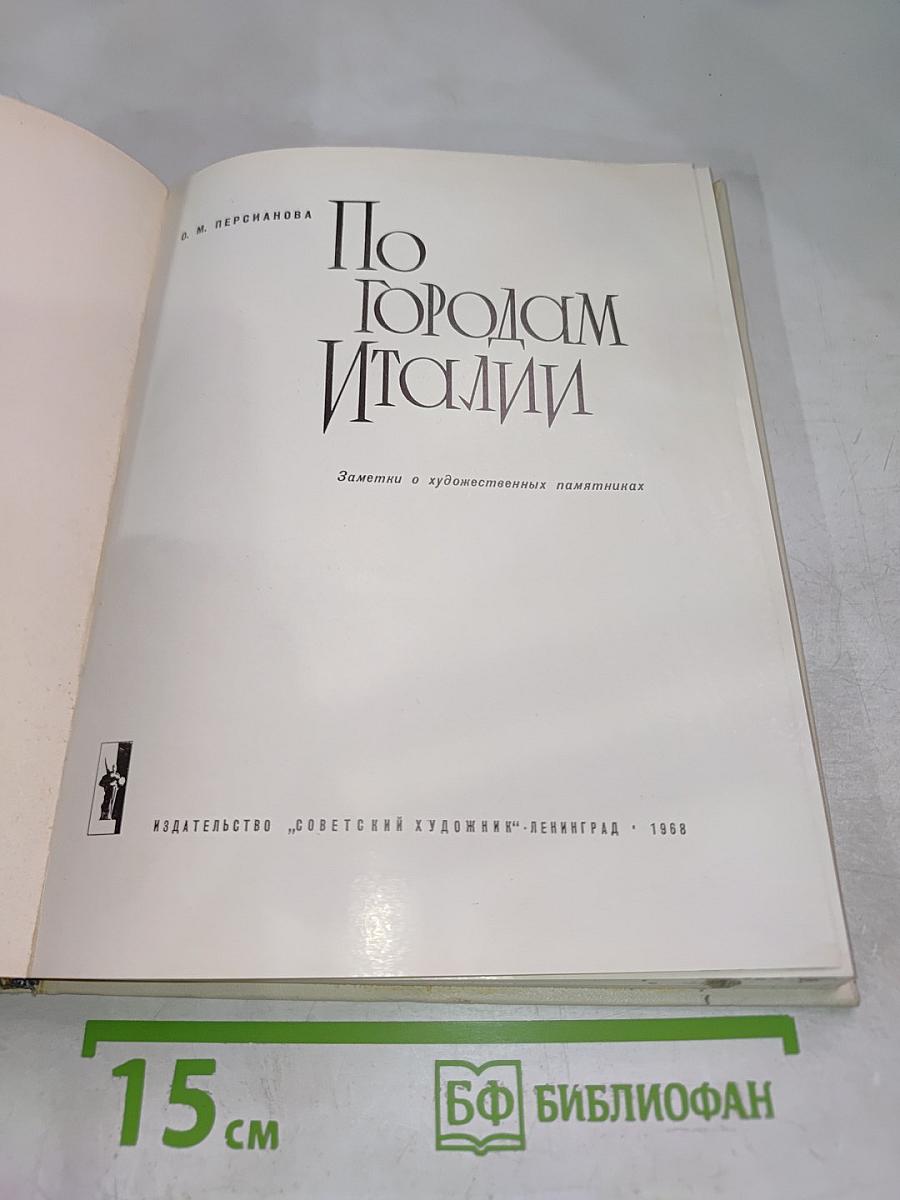 О. М. ПЕРСИАНОВА
По
городам
Италии
Заметки о художественных памятниках
ИЗДАТЕЛЬСТВО „СОВЕТСКИЙ ХУДОЖНИК“ · ЛЕНИНГРАД · 1968
15 см
БФ БИБЛИОФАН